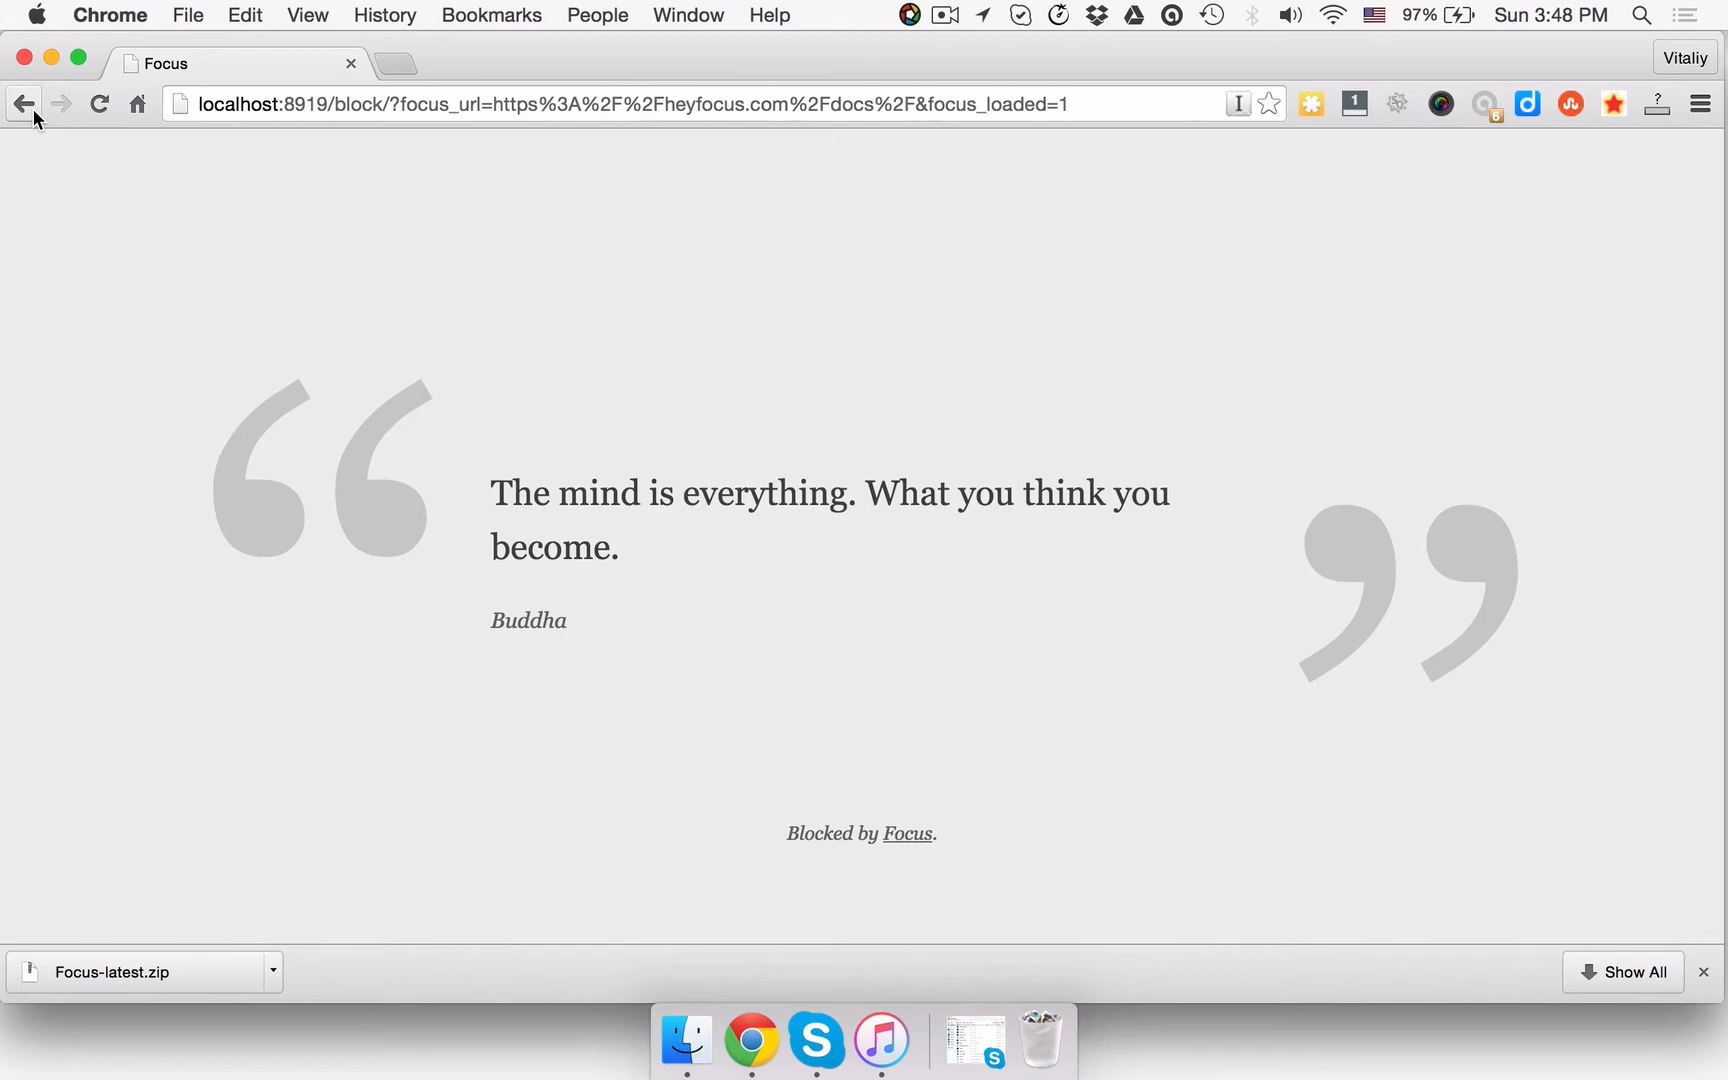 Chrome File Edit View History Bookmarks People Window Help 97% Sun 3:48 PM
Focus
Vitaliy
localhost:8919/block/?focus_url=https%3A%2F%2Fheyfocus.com%2Fdocs%2F&focus_loaded=1
1
6
?
“
The mind is everything. What you think you
become.
”
Buddha
Blocked by Focus.
Focus-latest.zip
Show All